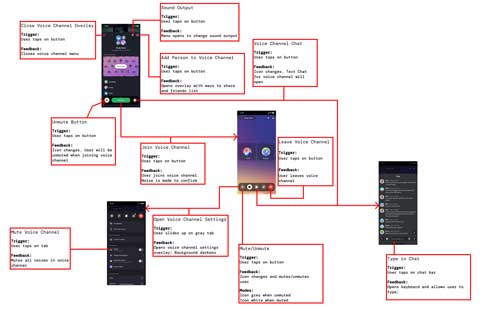 Sound Output
Trigger:
User taps on button
Feedback:
Menu opens to change sound output
Close Voice Channel Overlay
Trigger:
User taps on button
Feedback:
Closes voice channel menu
Add Person to Voice Channel
Trigger:
User taps on button
Feedback:
Opens overlay with ways to share
and friends list
Voice Channel Chat
Trigger:
User taps on button
Feedback:
Icon changes. Text Chat
for voice channel will
open
Unmute Button
Trigger:
User taps on button
Feedback:
Icon changes. User will be
unmuted when joining voice
channel
Join Voice Channel
Trigger:
User taps on button
Feedback:
User joins voice channel.
Noise is made to confirm
Leave Voice Channel
Trigger:
User taps on button
Feedback:
User leaves voice
channel
Mute Voice Channel
Trigger:
User taps on tab
Feedback:
Mutes all noises in voice
channel
Open Voice Channel Settings
Trigger:
User slides up on gray tab
Feedback:
Opens voice channel settings
overlay. Background darkens
Mute/Unmute
Trigger:
User taps on button
Feedback:
Icon changes and mutes/unmutes
user
Modes:
Icon grey when unmuted
Icon white when muted
Type in Chat
Trigger:
User taps on chat bar
Feedback:
Opens keyboard and allows user to
type.